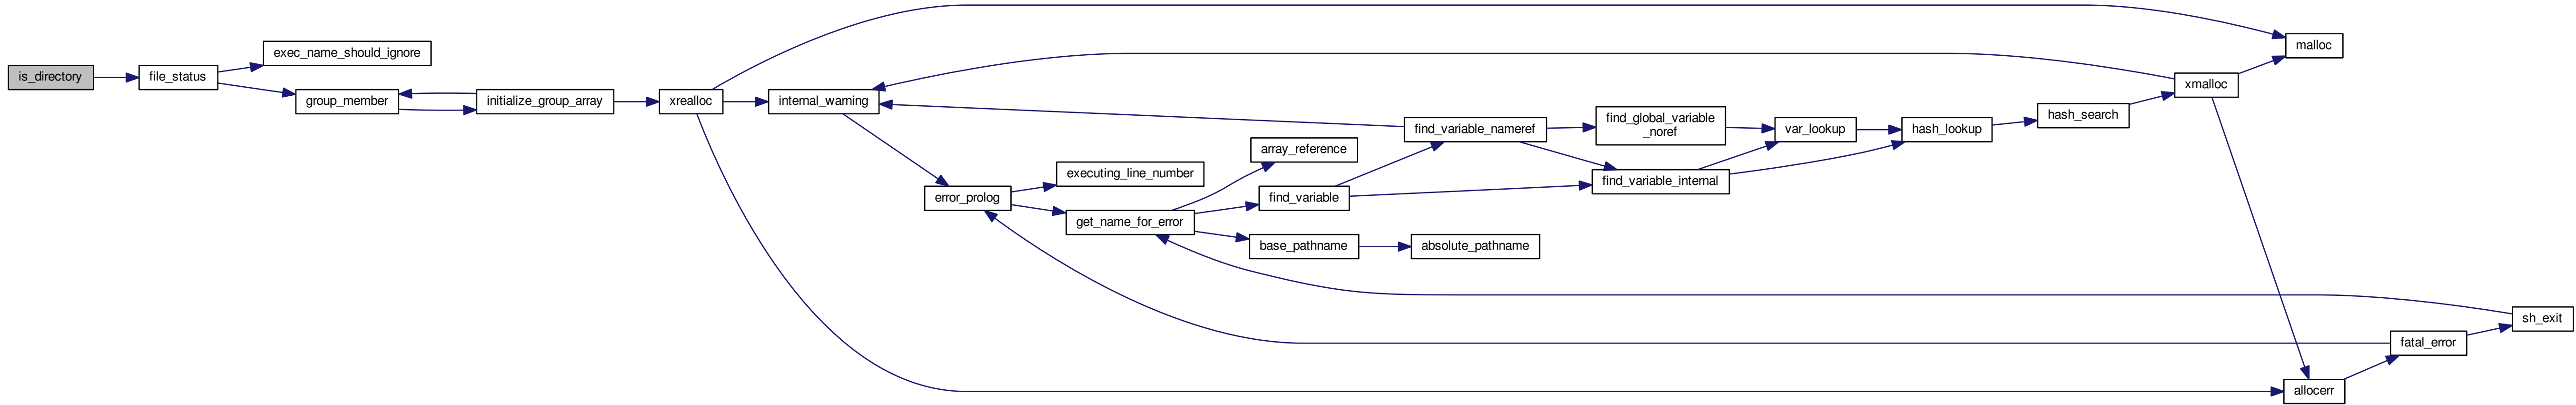 is_directory
file_status
exec_name_should_ignore
group_member
initialize_group_array
xrealloc
internal_warning
error_prolog
executing_line_number
get_name_for_error
array_reference
find_variable
base_pathname
absolute_pathname
find_variable_nameref
find_global_variable
_noref
find_variable_internal
var_lookup
hash_lookup
hash_search
xmalloc
malloc
allocerr
fatal_error
sh_exit